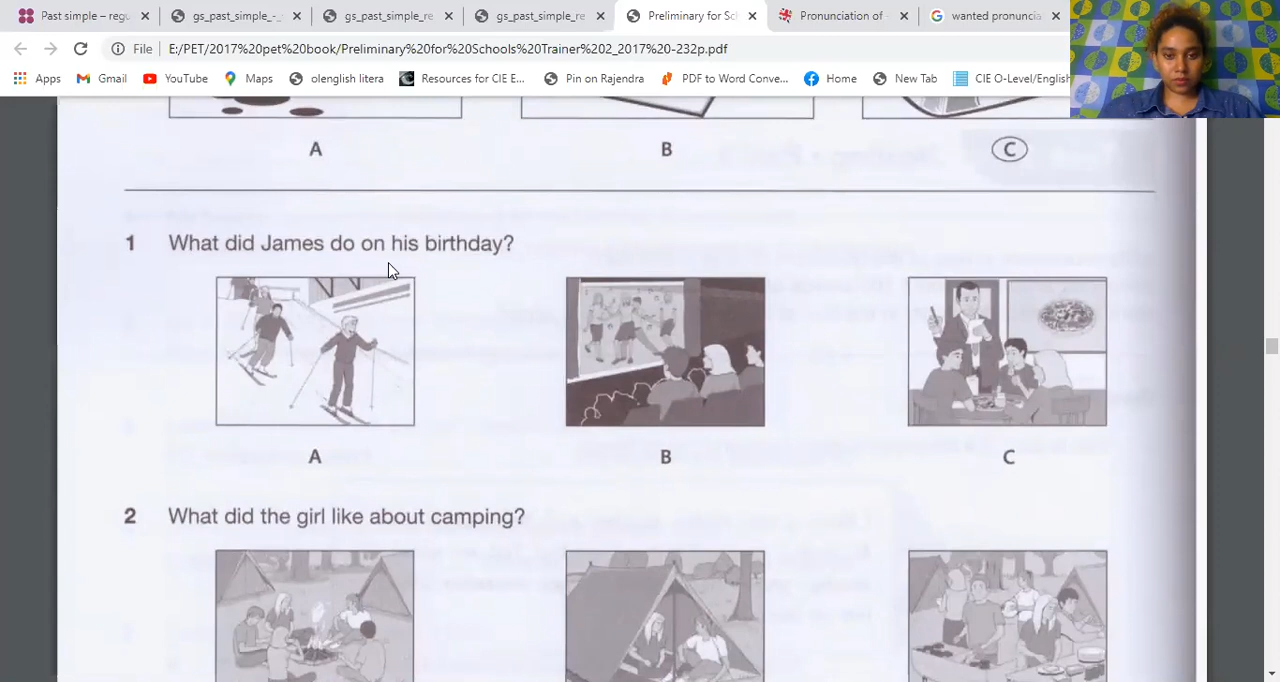 Past simple – regu
gs_past_simple_-_
gs_past_simple_re
gs_past_simple_re
Preliminary for Sc
Pronunciation of
wanted pronuncia
File
E:/PET/2017%20pet%20book/Preliminary%20for%20Schools%20Trainer%202_2017%20-232p.pdf
Apps
Gmail
YouTube
Maps
olenglish litera
Resources for CIE E...
Pin on Rajendra
PDF to Word Conve...
Home
New Tab
CIE O-Level/English
A
B
C
1 What did James do on his birthday?
A
B
C
2 What did the girl like about camping?